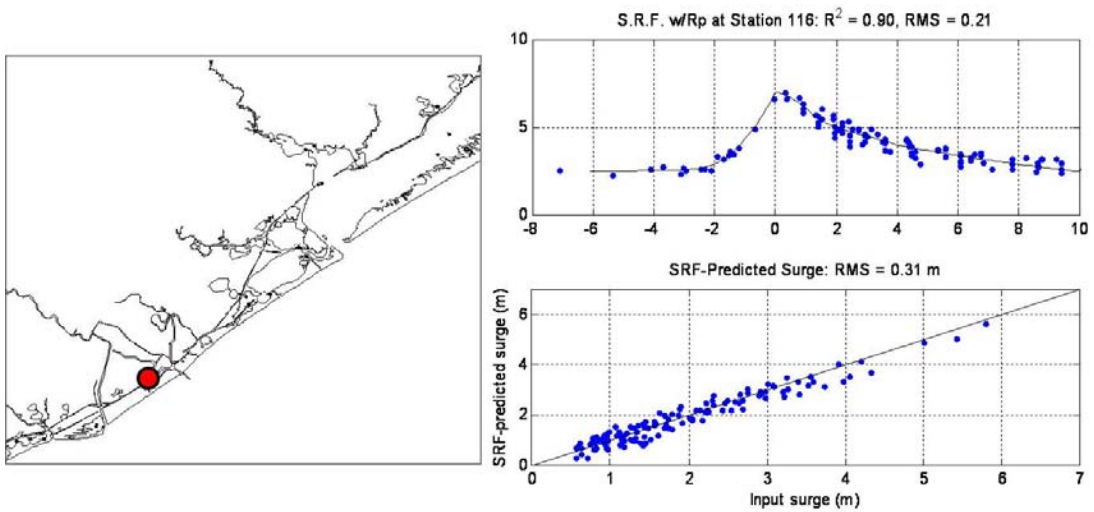 S.R.F. w/Rp at Station 116: R² = 0.90, RMS = 0.21
10
5
0
-8 -6 -4 -2 0 2 4 6 8 10
SRF-Predicted Surge: RMS = 0.31 m
SRF-predicted surge (m)
6
4
2
0
0 1 2 3 4 5 6 7
Input surge (m)